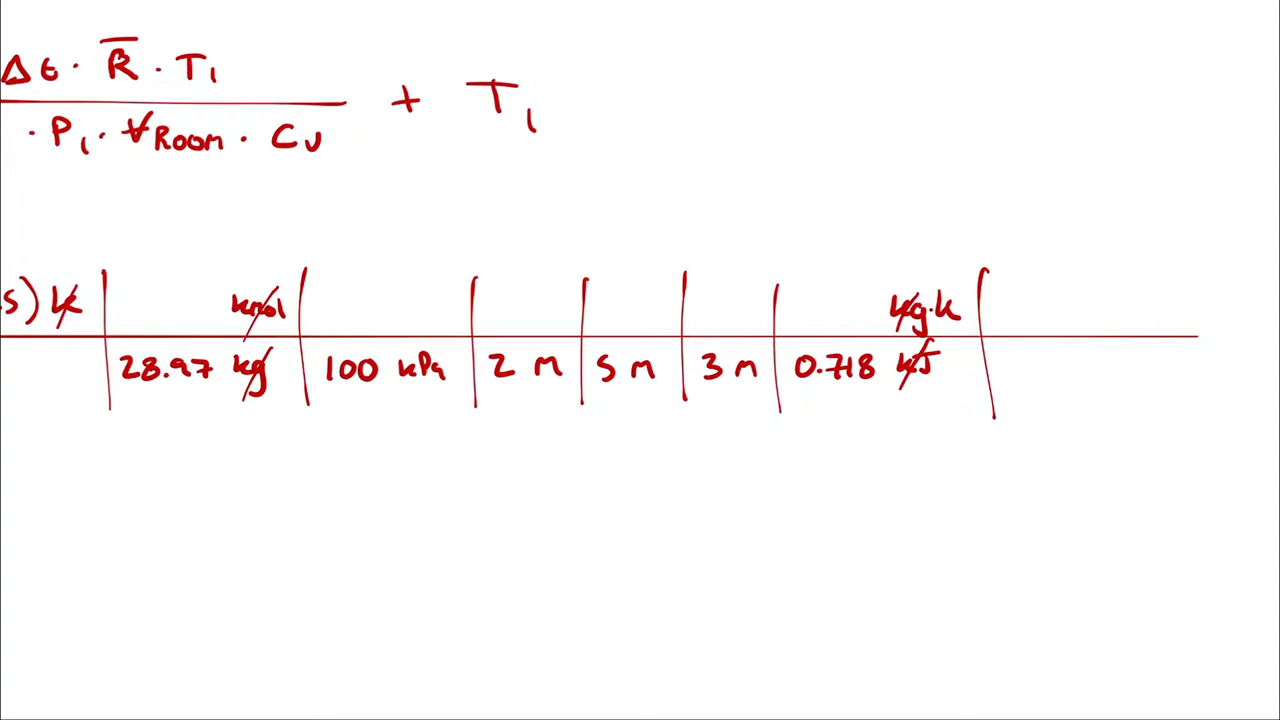 Δt · R̅ · T₁
+ T₁
· P₁ · V̶Room · Cv
s) K | kmol | | | | | kg·K |
28.97 kg | 100 kPa | 2 m | 5 m | 3 m | 0.718 kJ |